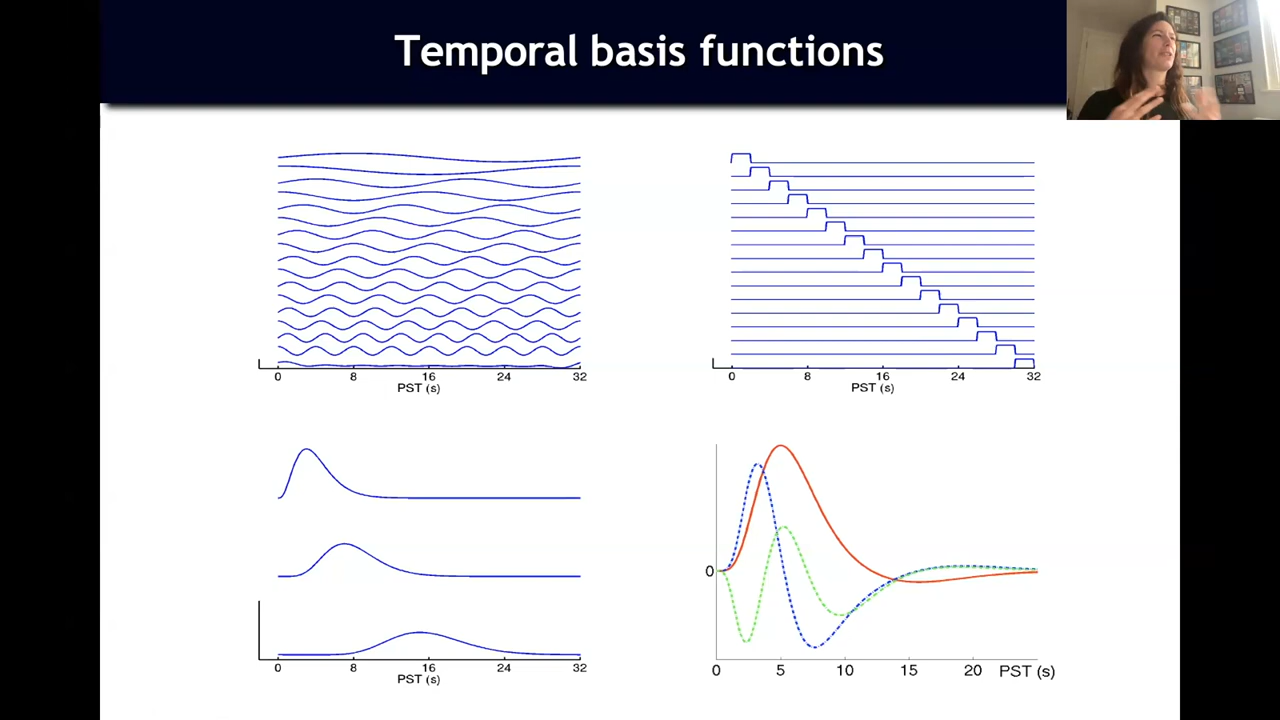 Temporal basis functions
0 8 16 24 32
PST (s)
0 8 16 24 32
PST (s)
0 8 16 24 32
PST (s)
0
0 5 10 15 20 PST (s)